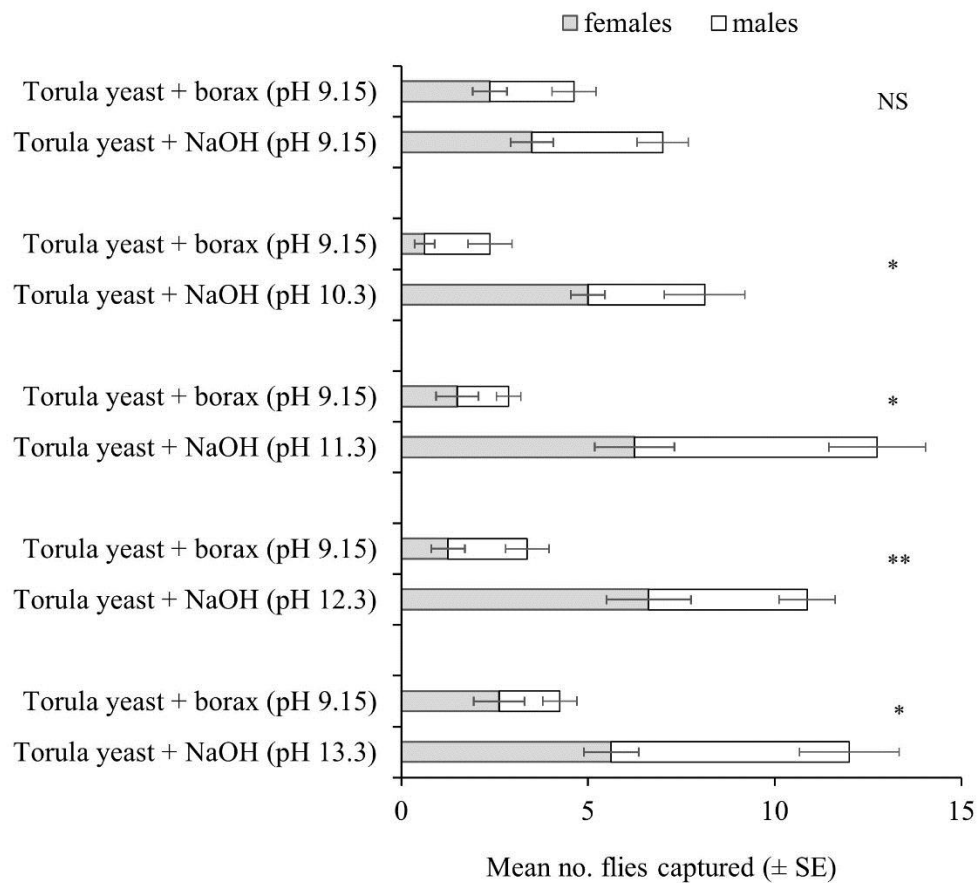 females males
Torula yeast + borax (pH 9.15)
NS
Torula yeast + NaOH (pH 9.15)
Torula yeast + borax (pH 9.15)
*
Torula yeast + NaOH (pH 10.3)
Torula yeast + borax (pH 9.15)
*
Torula yeast + NaOH (pH 11.3)
Torula yeast + borax (pH 9.15)
**
Torula yeast + NaOH (pH 12.3)
Torula yeast + borax (pH 9.15)
*
Torula yeast + NaOH (pH 13.3)
0 5 10 15
Mean no. flies captured (± SE)